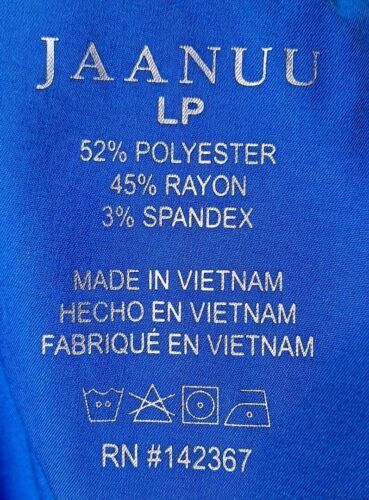 JAANUU
LP
52% POLYESTER
45% RAYON
3% SPANDEX
MADE IN VIETNAM
HECHO EN VIETNAM
FABRIQUÉ EN VIETNAM
RN #142367